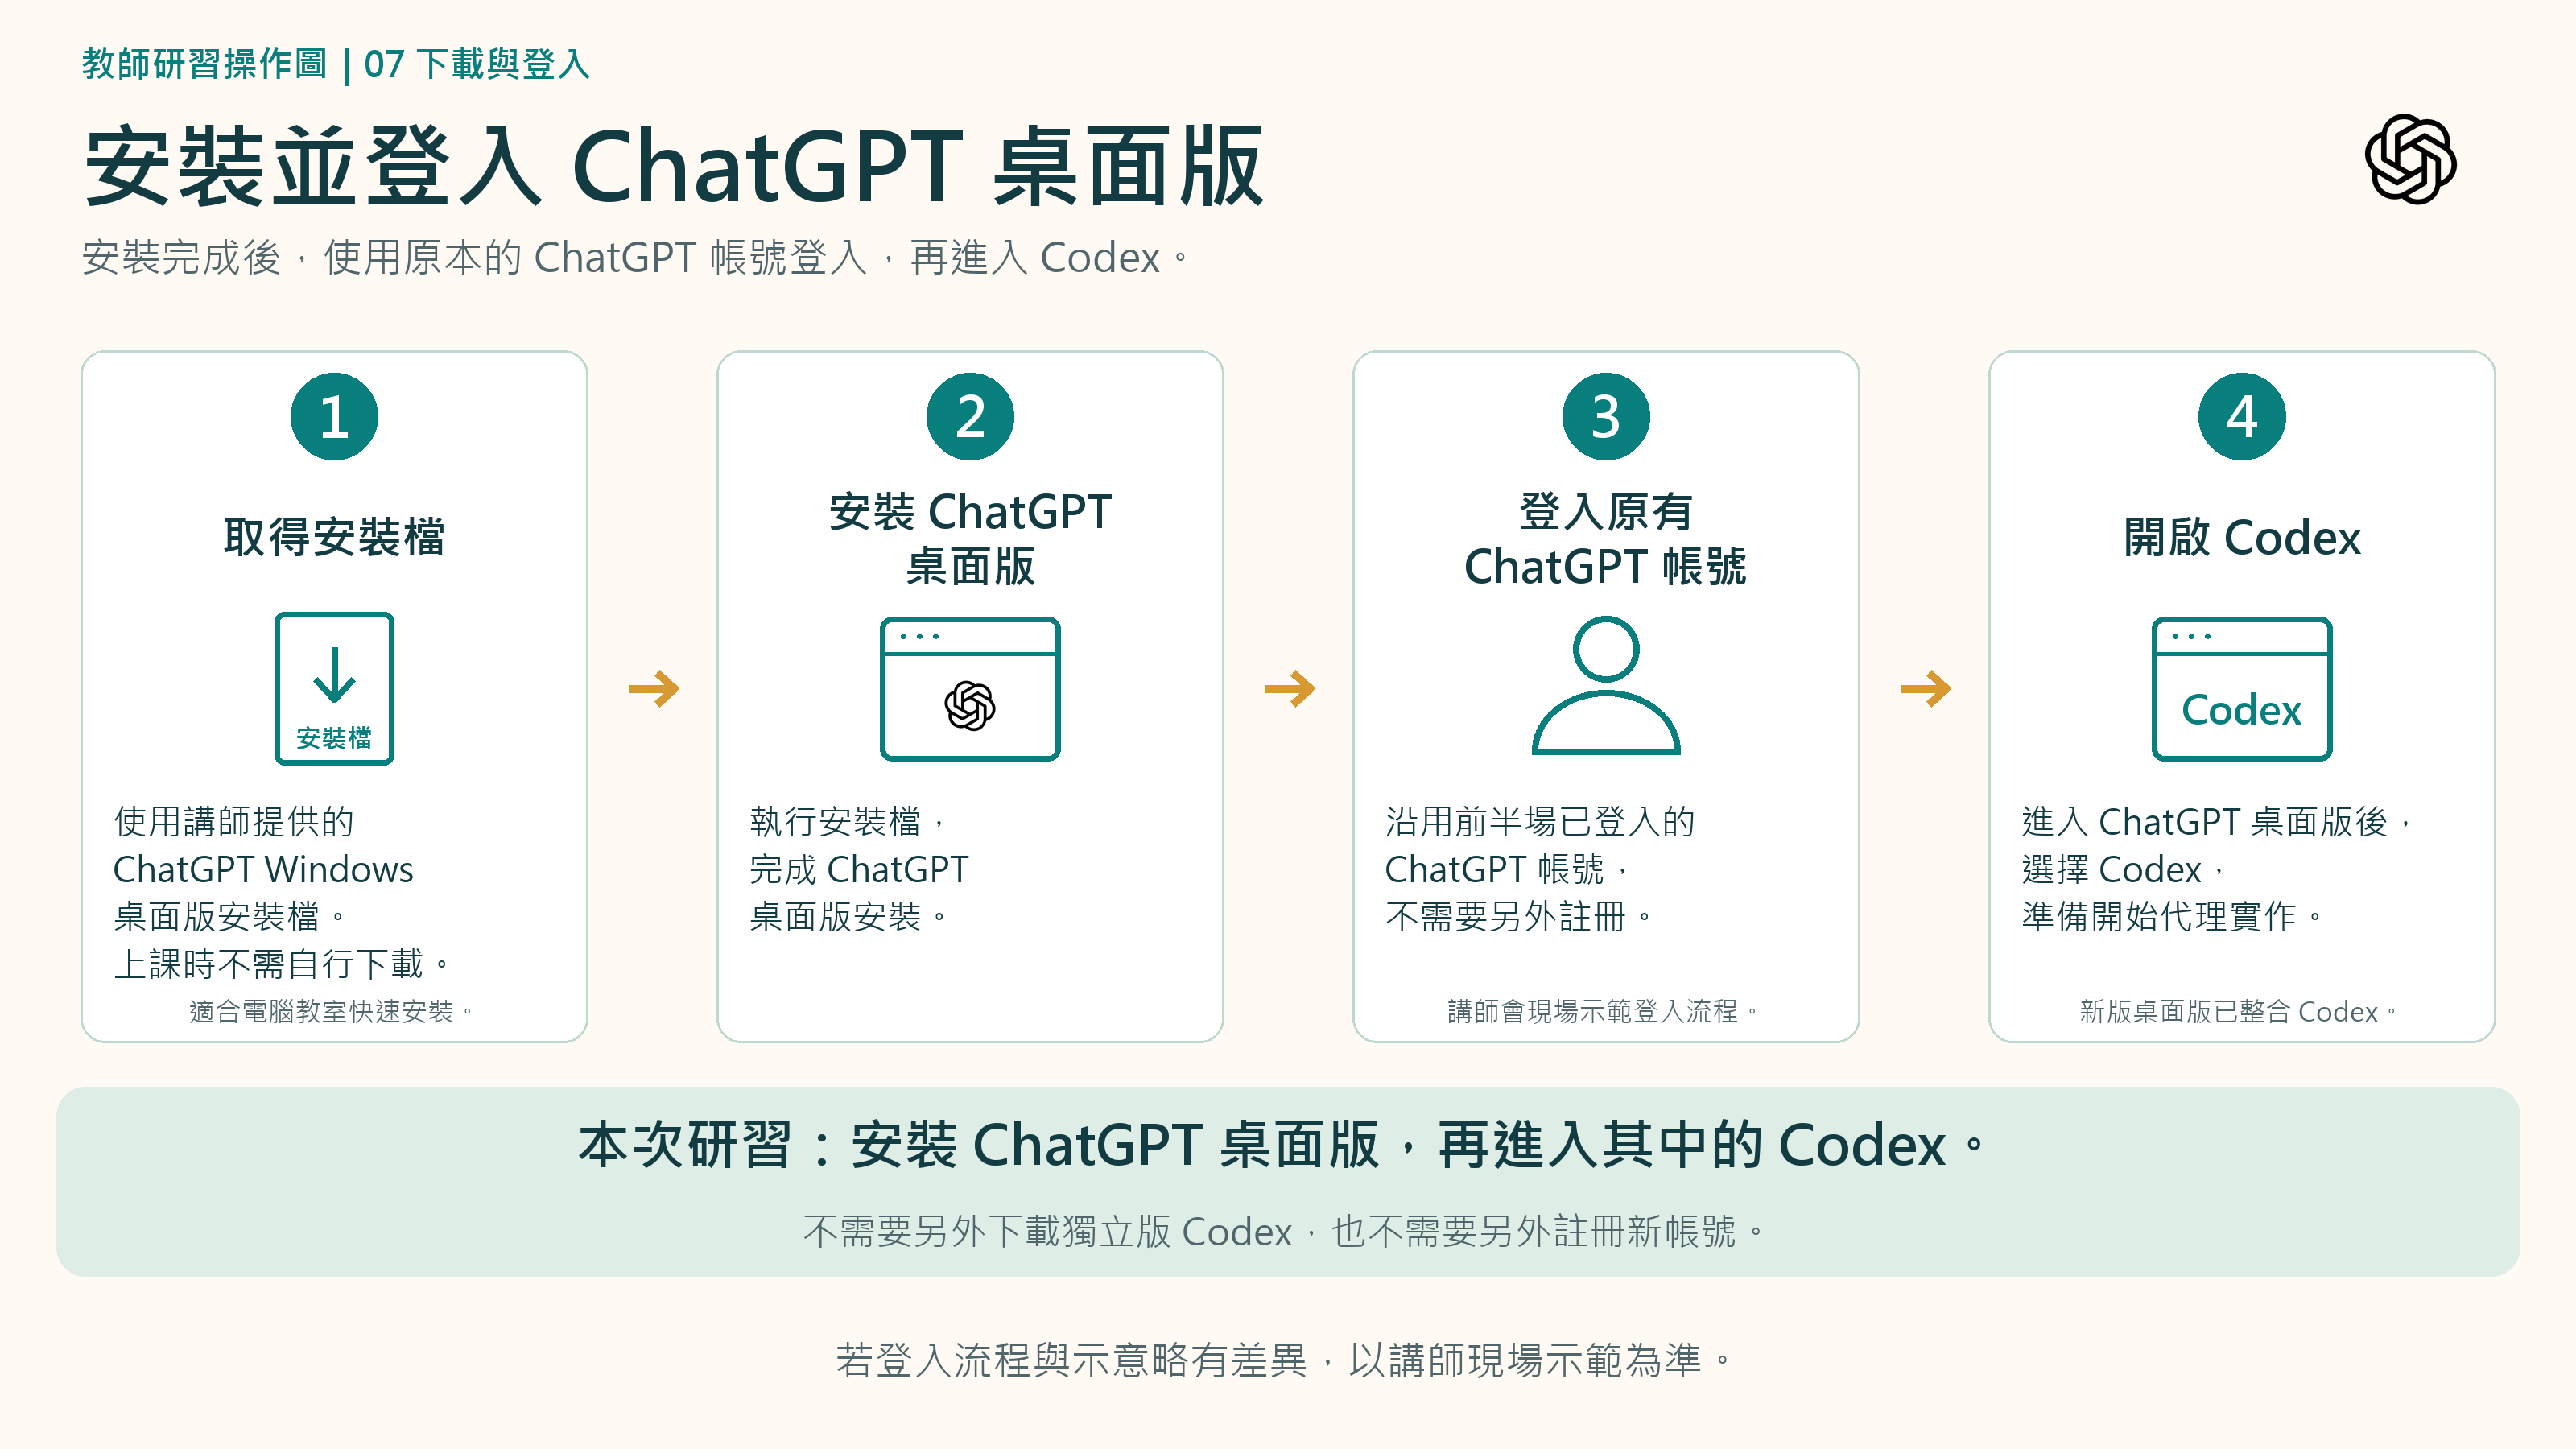 教師研習操作圖 | 07 下載與登入
安裝並登入 ChatGPT 桌面版
安裝完成後，使用原本的 ChatGPT 帳號登入，再進入 Codex。
1
取得安裝檔
安裝檔
使用講師提供的
ChatGPT Windows
桌面版安裝檔。
上課時不需自行下載。
適合電腦教室快速安裝。
2
安裝 ChatGPT
桌面版
執行安裝檔，
完成 ChatGPT
桌面版安裝。
3
登入原有
ChatGPT 帳號
沿用前半場已登入的
ChatGPT 帳號，
不需要另外註冊。
講師會現場示範登入流程。
4
開啟 Codex
Codex
進入 ChatGPT 桌面版後，
選擇 Codex，
準備開始代理實作。
新版桌面版已整合 Codex。
本次研習：安裝 ChatGPT 桌面版，再進入其中的 Codex。
不需要另外下載獨立版 Codex，也不需要另外註冊新帳號。
若登入流程與示意略有差異，以講師現場示範為準。